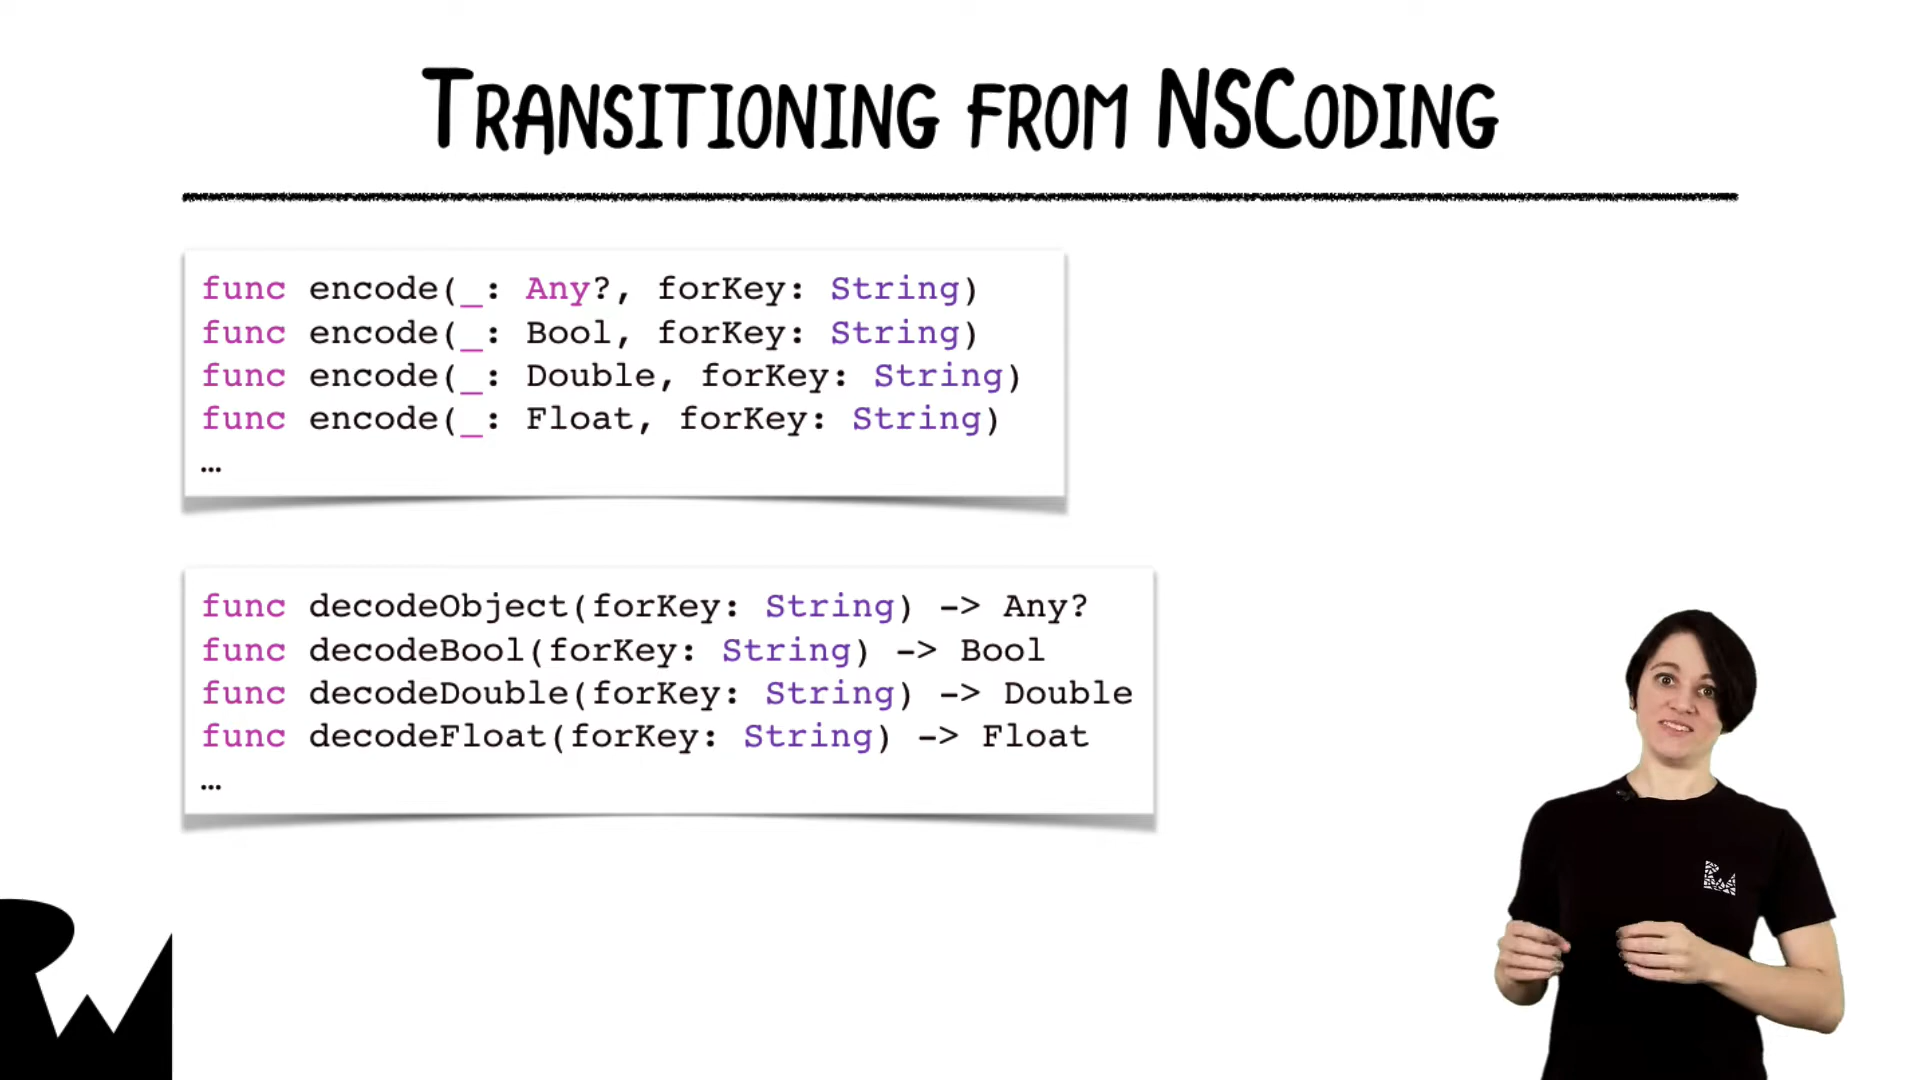 TRANSITIONING FROM NSCODING
func encode(_: Any?, forKey: String)
func encode(_: Bool, forKey: String)
func encode(_: Double, forKey: String)
func encode(_: Float, forKey: String)
…
func decodeObject(forKey: String) -> Any?
func decodeBool(forKey: String) -> Bool
func decodeDouble(forKey: String) -> Double
func decodeFloat(forKey: String) -> Float
…
RW
RW